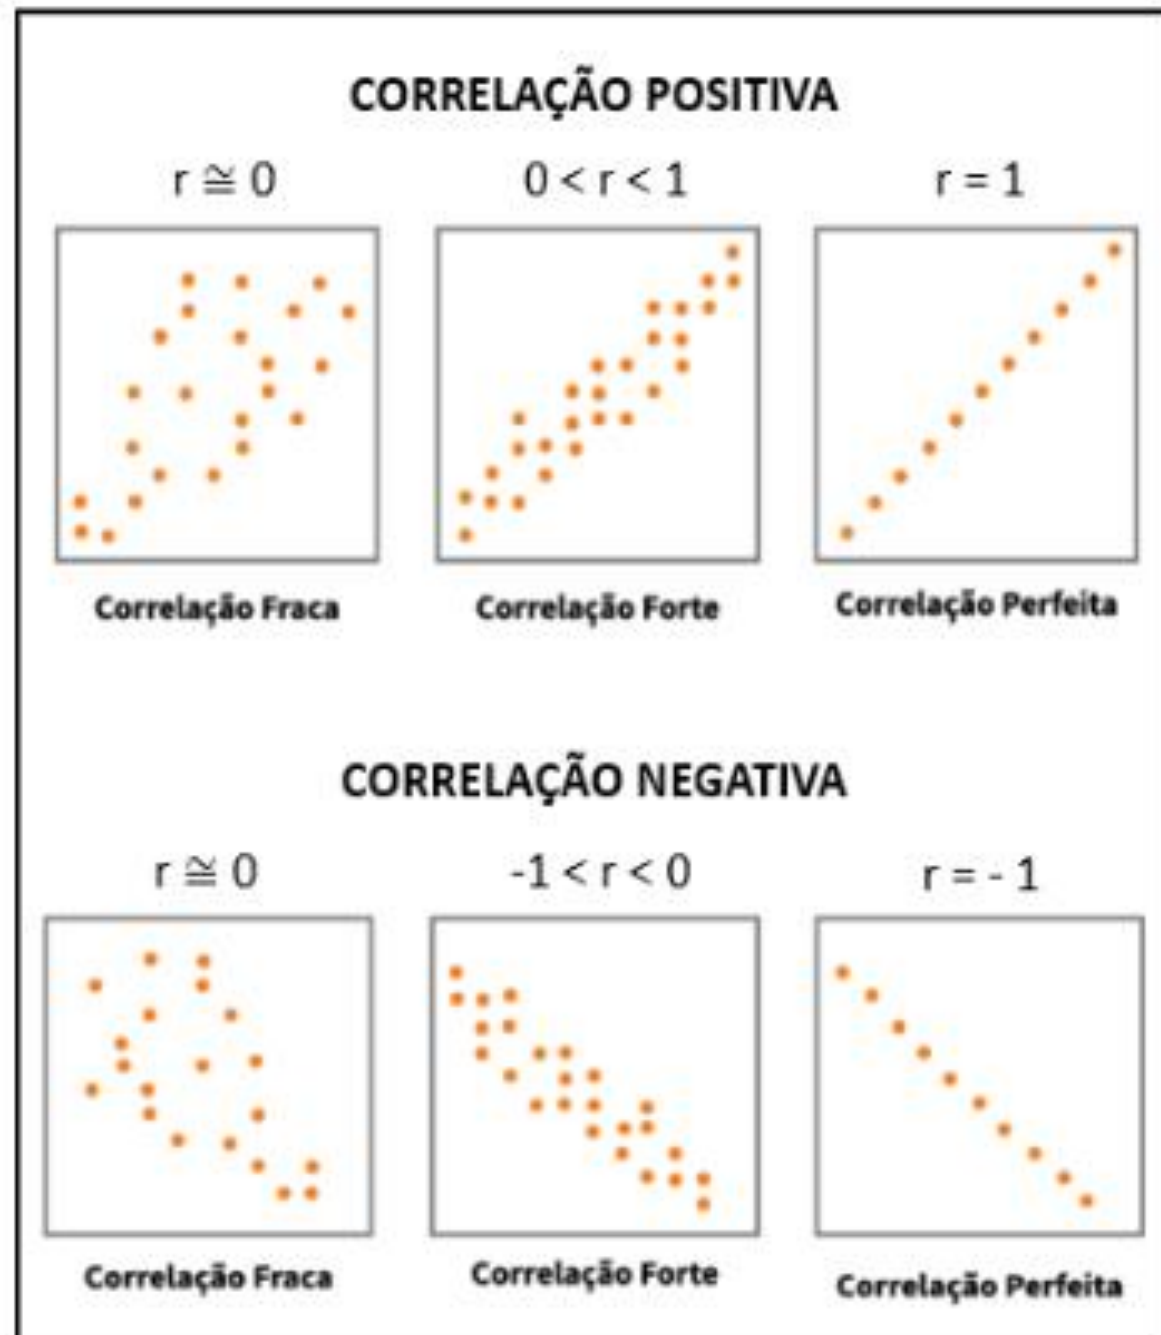 CORRELAÇÃO POSITIVA
r ≅ 0 0 < r < 1 r = 1
Correlação Fraca Correlação Forte Correlação Perfeita
CORRELAÇÃO NEGATIVA
r ≅ 0 -1 < r < 0 r = - 1
Correlação Fraca Correlação Forte Correlação Perfeita